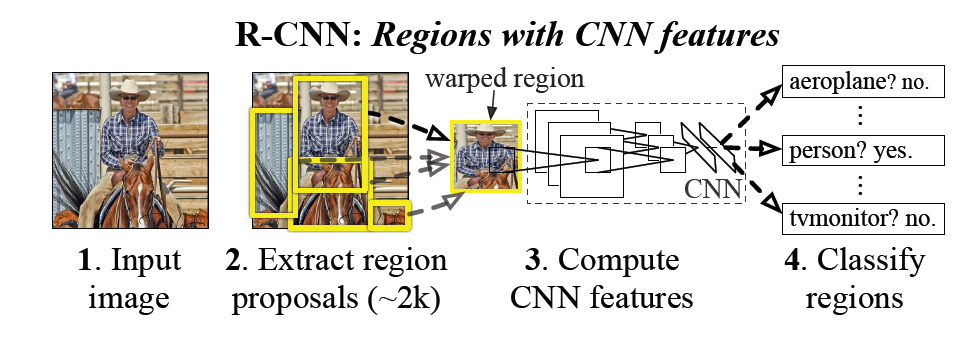 R-CNN: Regions with CNN features
warped region
aeroplane? no.
⋮
person? yes.
⋮
tvmonitor? no.
CNN
1. Input
image
2. Extract region
proposals (~2k)
3. Compute
CNN features
4. Classify
regions